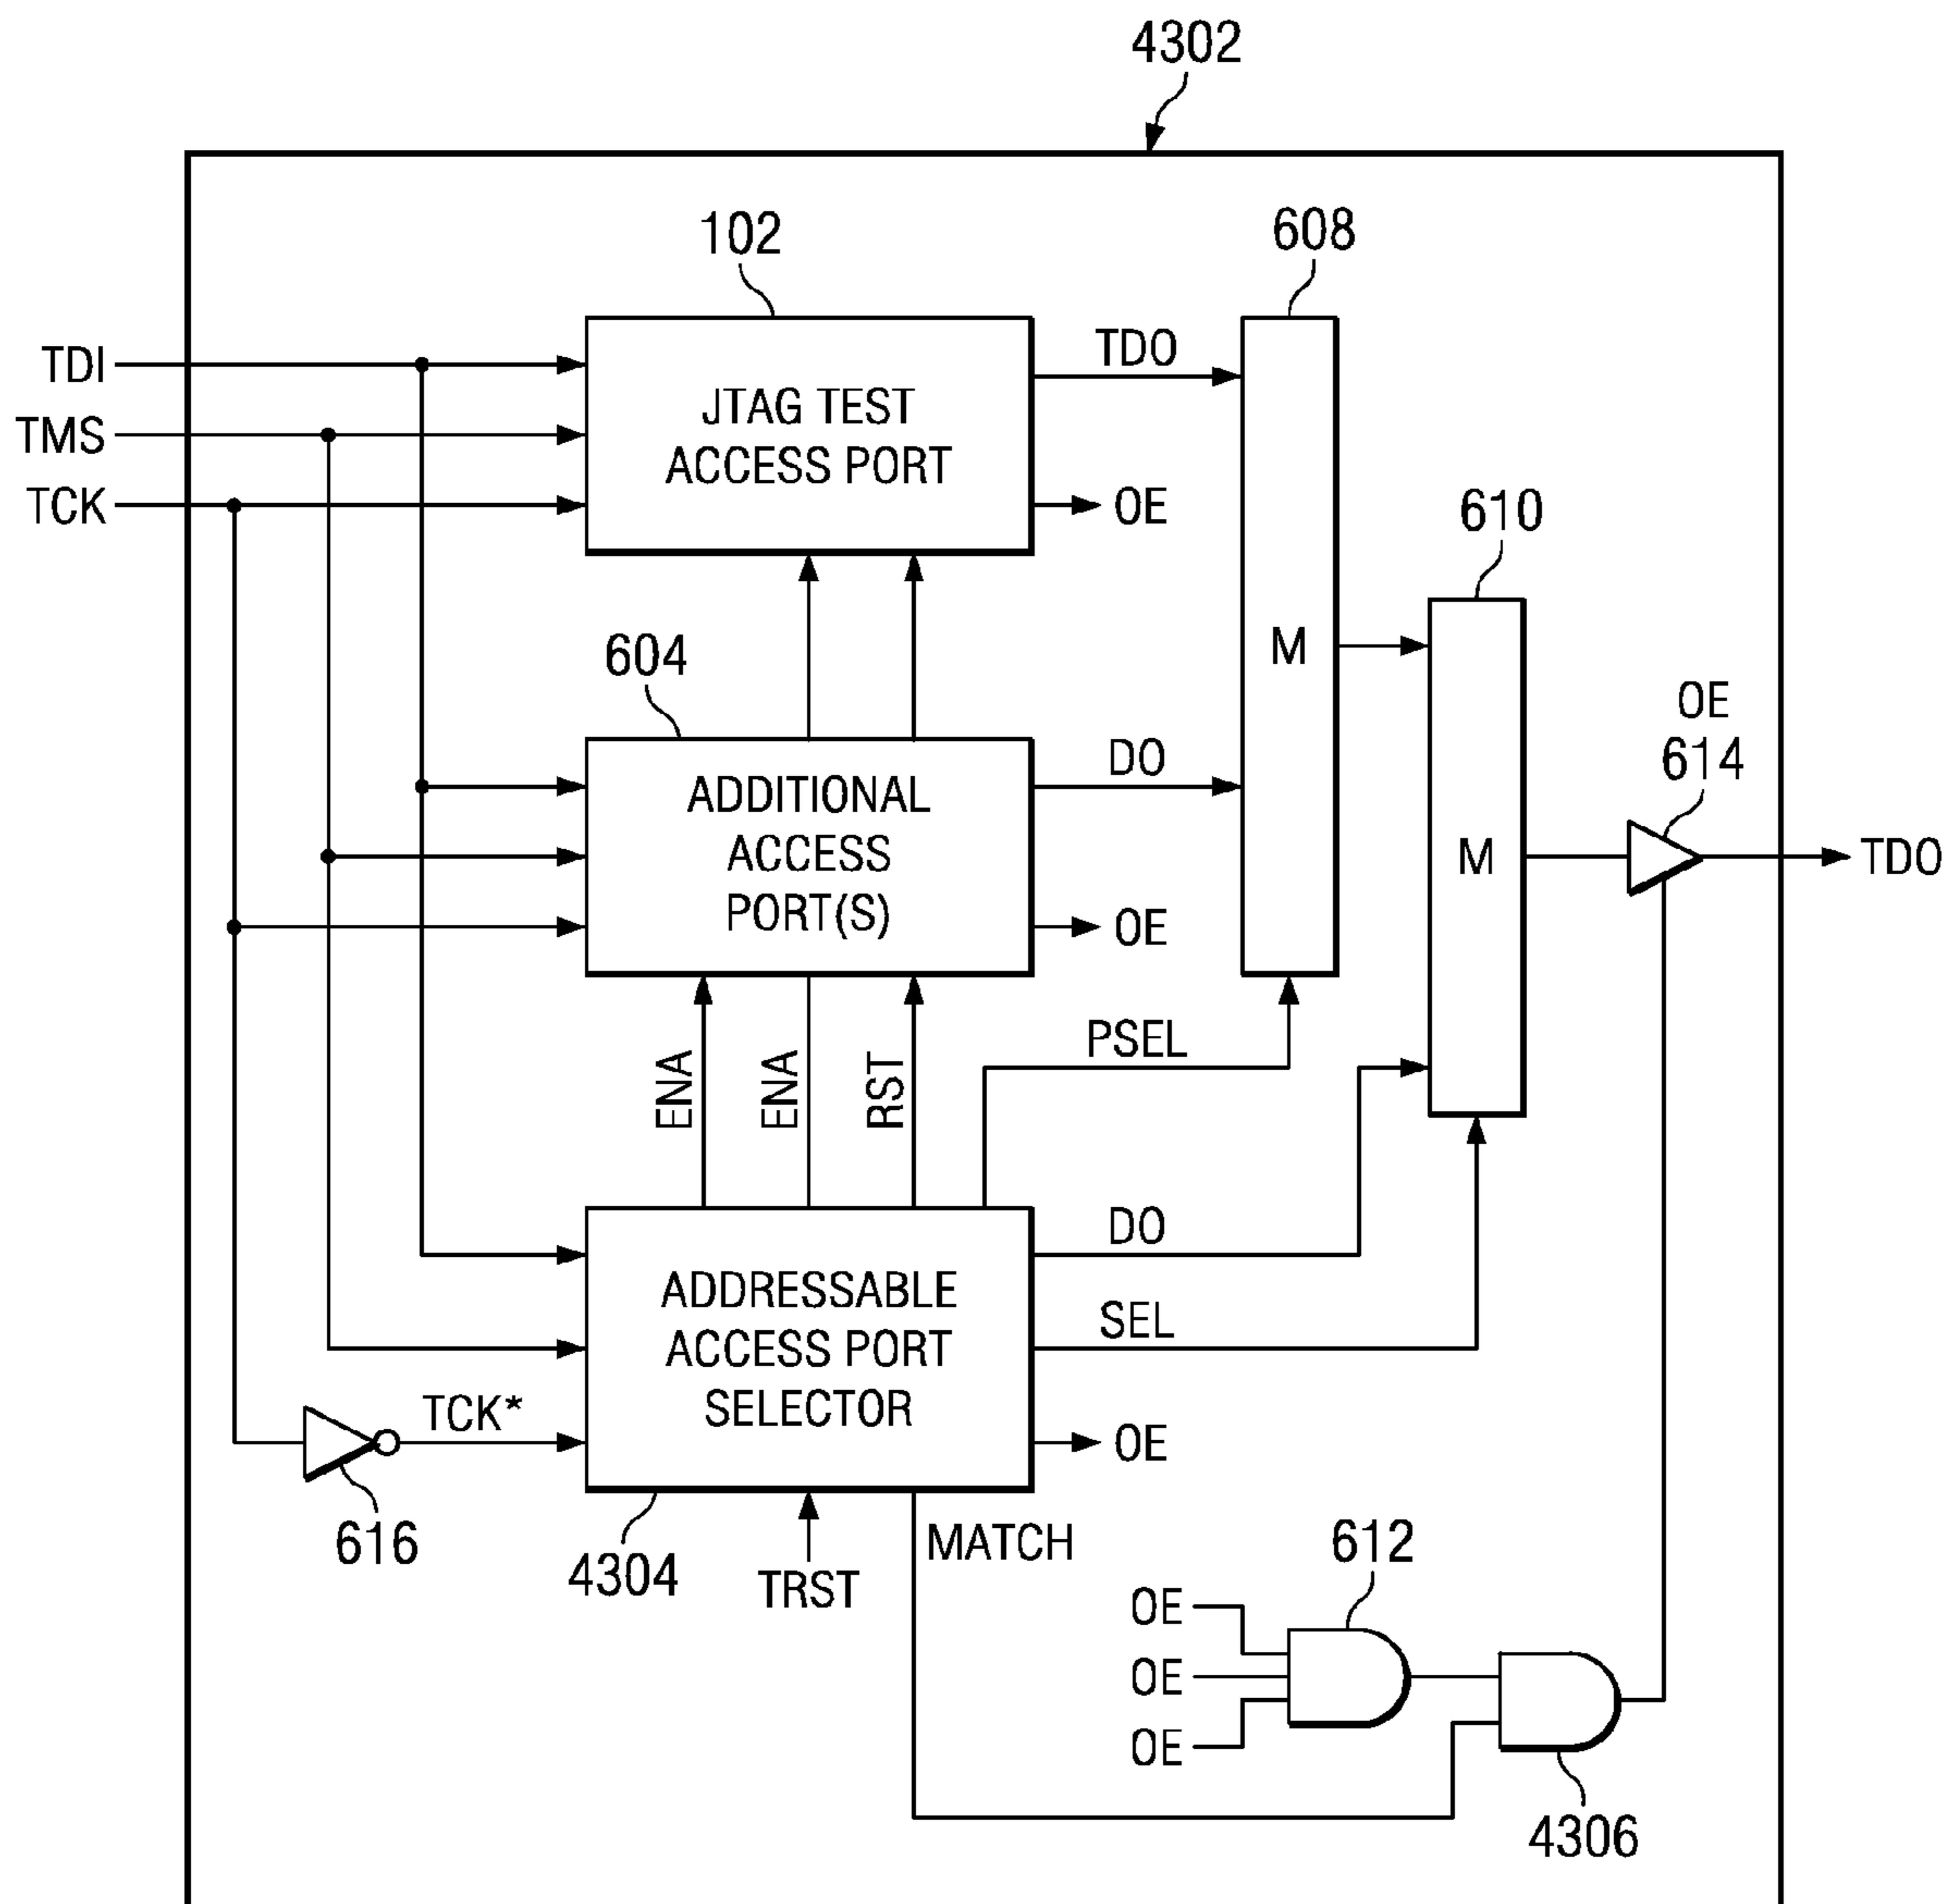 4302
102
608
TDI
TMS
TCK
JTAG TEST
ACCESS PORT
TDO
OE
610
604
M
ADDITIONAL
ACCESS
PORT(S)
DO
OE
M
OE
614
TDO
ENA
ENA
RST
PSEL
ADDRESSABLE
ACCESS PORT
SELECTOR
DO
SEL
OE
TCK*
616
4304
TRST
MATCH
612
OE
OE
OE
4306